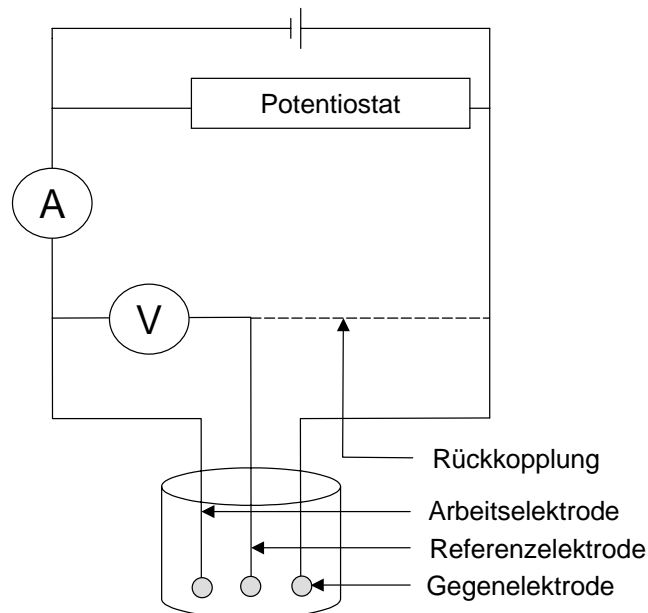 Potentiostat
A
V
Rückkopplung
Arbeitselektrode
Referenzelektrode
Gegenelektrode